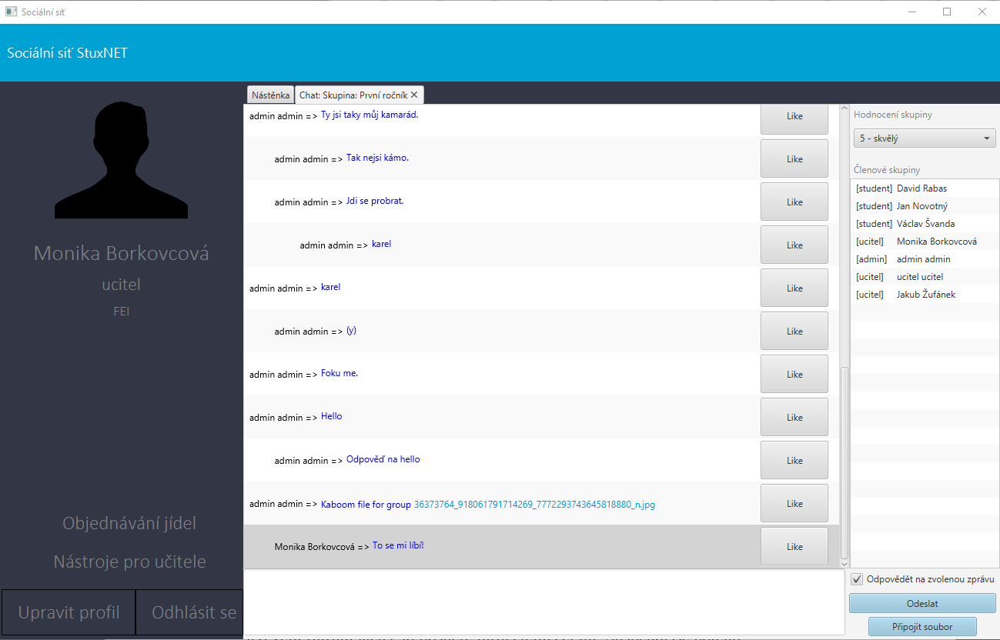 Sociální síť
Sociální síť StuxNET
Monika Borkovcová
ucitel
FEI
Objednávání jídel
Nástroje pro učitele
Upravit profil
Odhlásit se
Nástěnka
Chat: Skupina: První ročník
admin admin => Ty jsi taky můj kamarád. Like
admin admin => Tak nejsi kámo. Like
admin admin => Jdi se probrat. Like
admin admin => karel Like
admin admin => karel Like
admin admin => (y) Like
admin admin => Foku me. Like
admin admin => Hello Like
admin admin => Odpověď na hello Like
admin admin => Kaboom file for group 36373764_918061791714269_7772293743645818880_n.jpg Like
Monika Borkovcová => To se mi líbí! Like
Hodnocení skupiny
5 - skvělý
Členové skupiny
[student] David Rabas
[student] Jan Novotný
[student] Václav Švanda
[ucitel] Monika Borkovcová
[admin] admin admin
[ucitel] ucitel ucitel
[ucitel] Jakub Žufánek
Odpovědět na zvolenou zprávu
Odeslat
Připojit soubor